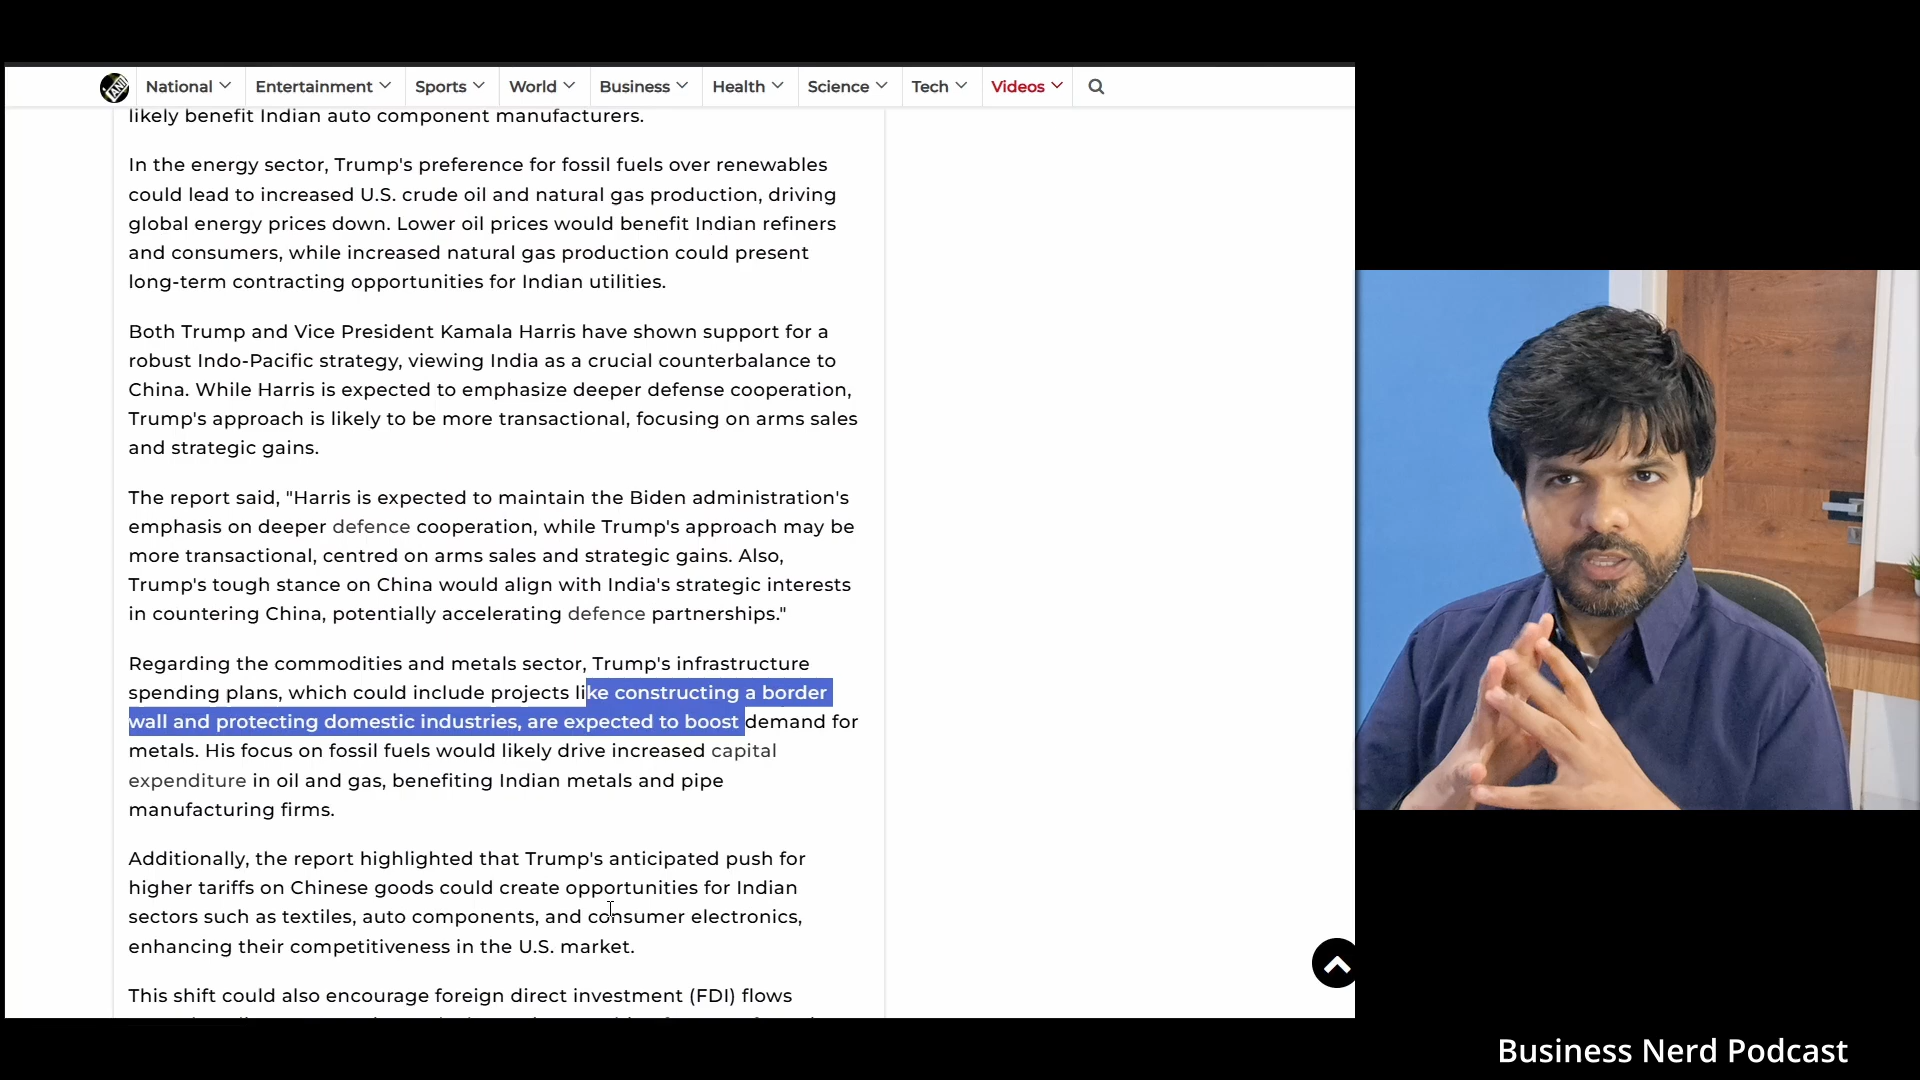 ANI
National
Entertainment
Sports
World
Business
Health
Science
Tech
Videos
likely benefit Indian auto component manufacturers.
In the energy sector, Trump's preference for fossil fuels over renewables
could lead to increased U.S. crude oil and natural gas production, driving
global energy prices down. Lower oil prices would benefit Indian refiners
and consumers, while increased natural gas production could present
long-term contracting opportunities for Indian utilities.
Both Trump and Vice President Kamala Harris have shown support for a
robust Indo-Pacific strategy, viewing India as a crucial counterbalance to
China. While Harris is expected to emphasize deeper defense cooperation,
Trump's approach is likely to be more transactional, focusing on arms sales
and strategic gains.
The report said, "Harris is expected to maintain the Biden administration's
emphasis on deeper defence cooperation, while Trump's approach may be
more transactional, centred on arms sales and strategic gains. Also,
Trump's tough stance on China would align with India's strategic interests
in countering China, potentially accelerating defence partnerships."
Regarding the commodities and metals sector, Trump's infrastructure
spending plans, which could include projects like constructing a border
wall and protecting domestic industries, are expected to boost demand for
metals. His focus on fossil fuels would likely drive increased capital
expenditure in oil and gas, benefiting Indian metals and pipe
manufacturing firms.
Additionally, the report highlighted that Trump's anticipated push for
higher tariffs on Chinese goods could create opportunities for Indian
sectors such as textiles, auto components, and consumer electronics,
enhancing their competitiveness in the U.S. market.
This shift could also encourage foreign direct investment (FDI) flows
Business Nerd Podcast